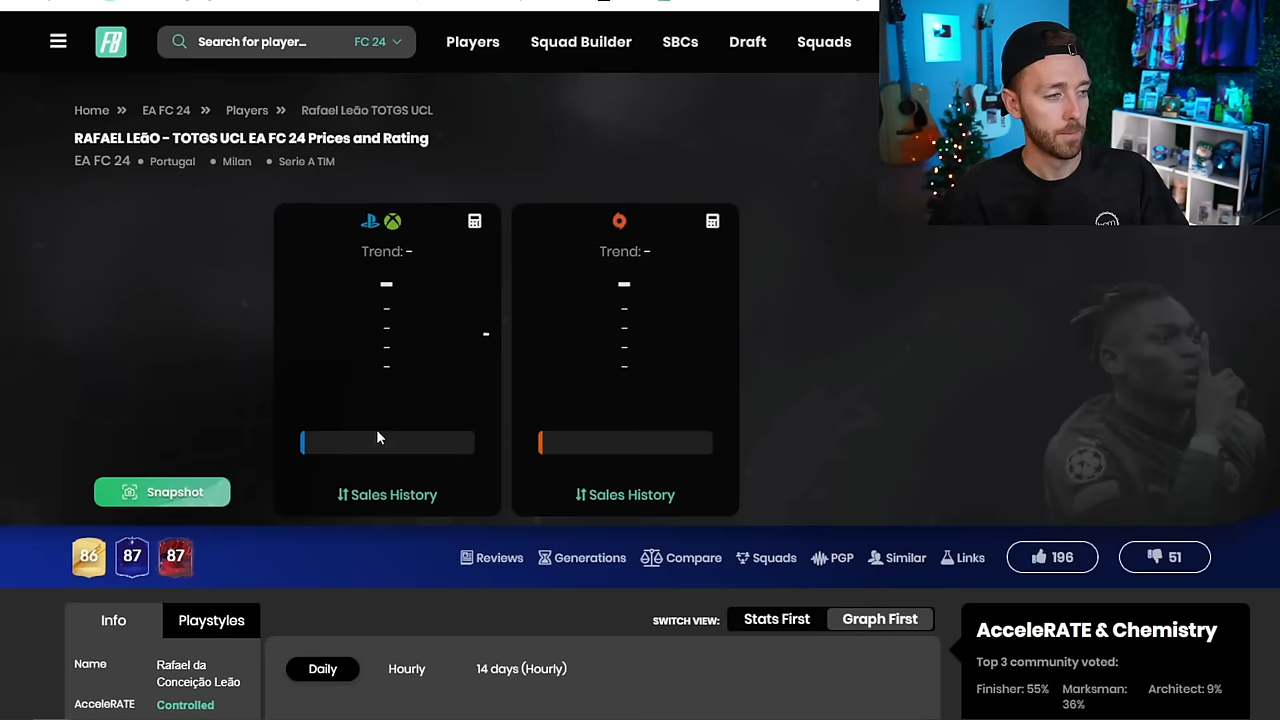 FB Search for player... FC 24 Players Squad Builder SBCs Draft Squads
Home » EA FC 24 » Players » Rafael Leão TOTGS UCL
RAFAEL LEãO - TOTGS UCL EA FC 24 Prices and Rating
EA FC 24 • Portugal • Milan • Serie A TIM
Trend: - Trend: -
- -
- -
- - -
- -
- -
Snapshot Sales History Sales History
86 87 87 Reviews Generations Compare Squads PGP Similar Links 196 51
Info Playstyles SWITCH VIEW: Stats First Graph First
AcceleRATE & Chemistry
Top 3 community voted:
Name Rafael da
Conceição Leão
Daily Hourly 14 days (Hourly)
Finisher: 55% Marksman: Architect: 9%
36%
AcceleRATE Controlled